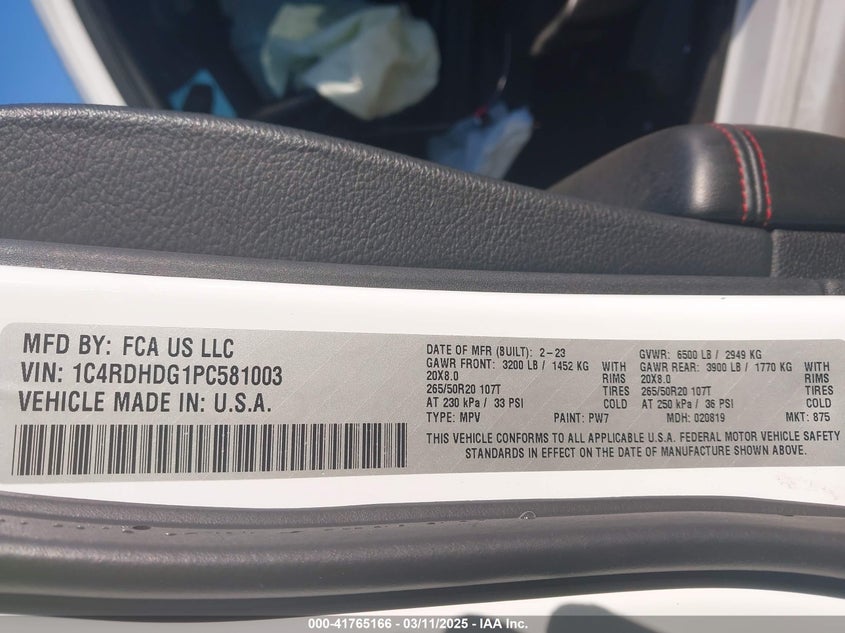 MFD BY: FCA US LLC
VIN: 1C4RDHDG1PC581003
VEHICLE MADE IN: U.S.A.
DATE OF MFR (BUILT): 2-23 GVWR: 6500 LB / 2949 KG
GAWR FRONT: 3200 LB / 1452 KG WITH GAWR REAR: 3900 LB / 1770 KG WITH
20X8.0 RIMS 20X8.0 RIMS
265/50R20 107T TIRES 265/50R20 107T TIRES
AT 230 kPa / 33 PSI COLD AT 250 kPa / 36 PSI COLD
TYPE: MPV PAINT: PW7 MDH: 020819 MKT: 875
THIS VEHICLE CONFORMS TO ALL APPLICABLE U.S.A. FEDERAL MOTOR VEHICLE SAFETY
STANDARDS IN EFFECT ON THE DATE OF MANUFACTURE SHOWN ABOVE.
000-41765166 - 03/11/2025 - IAA Inc.